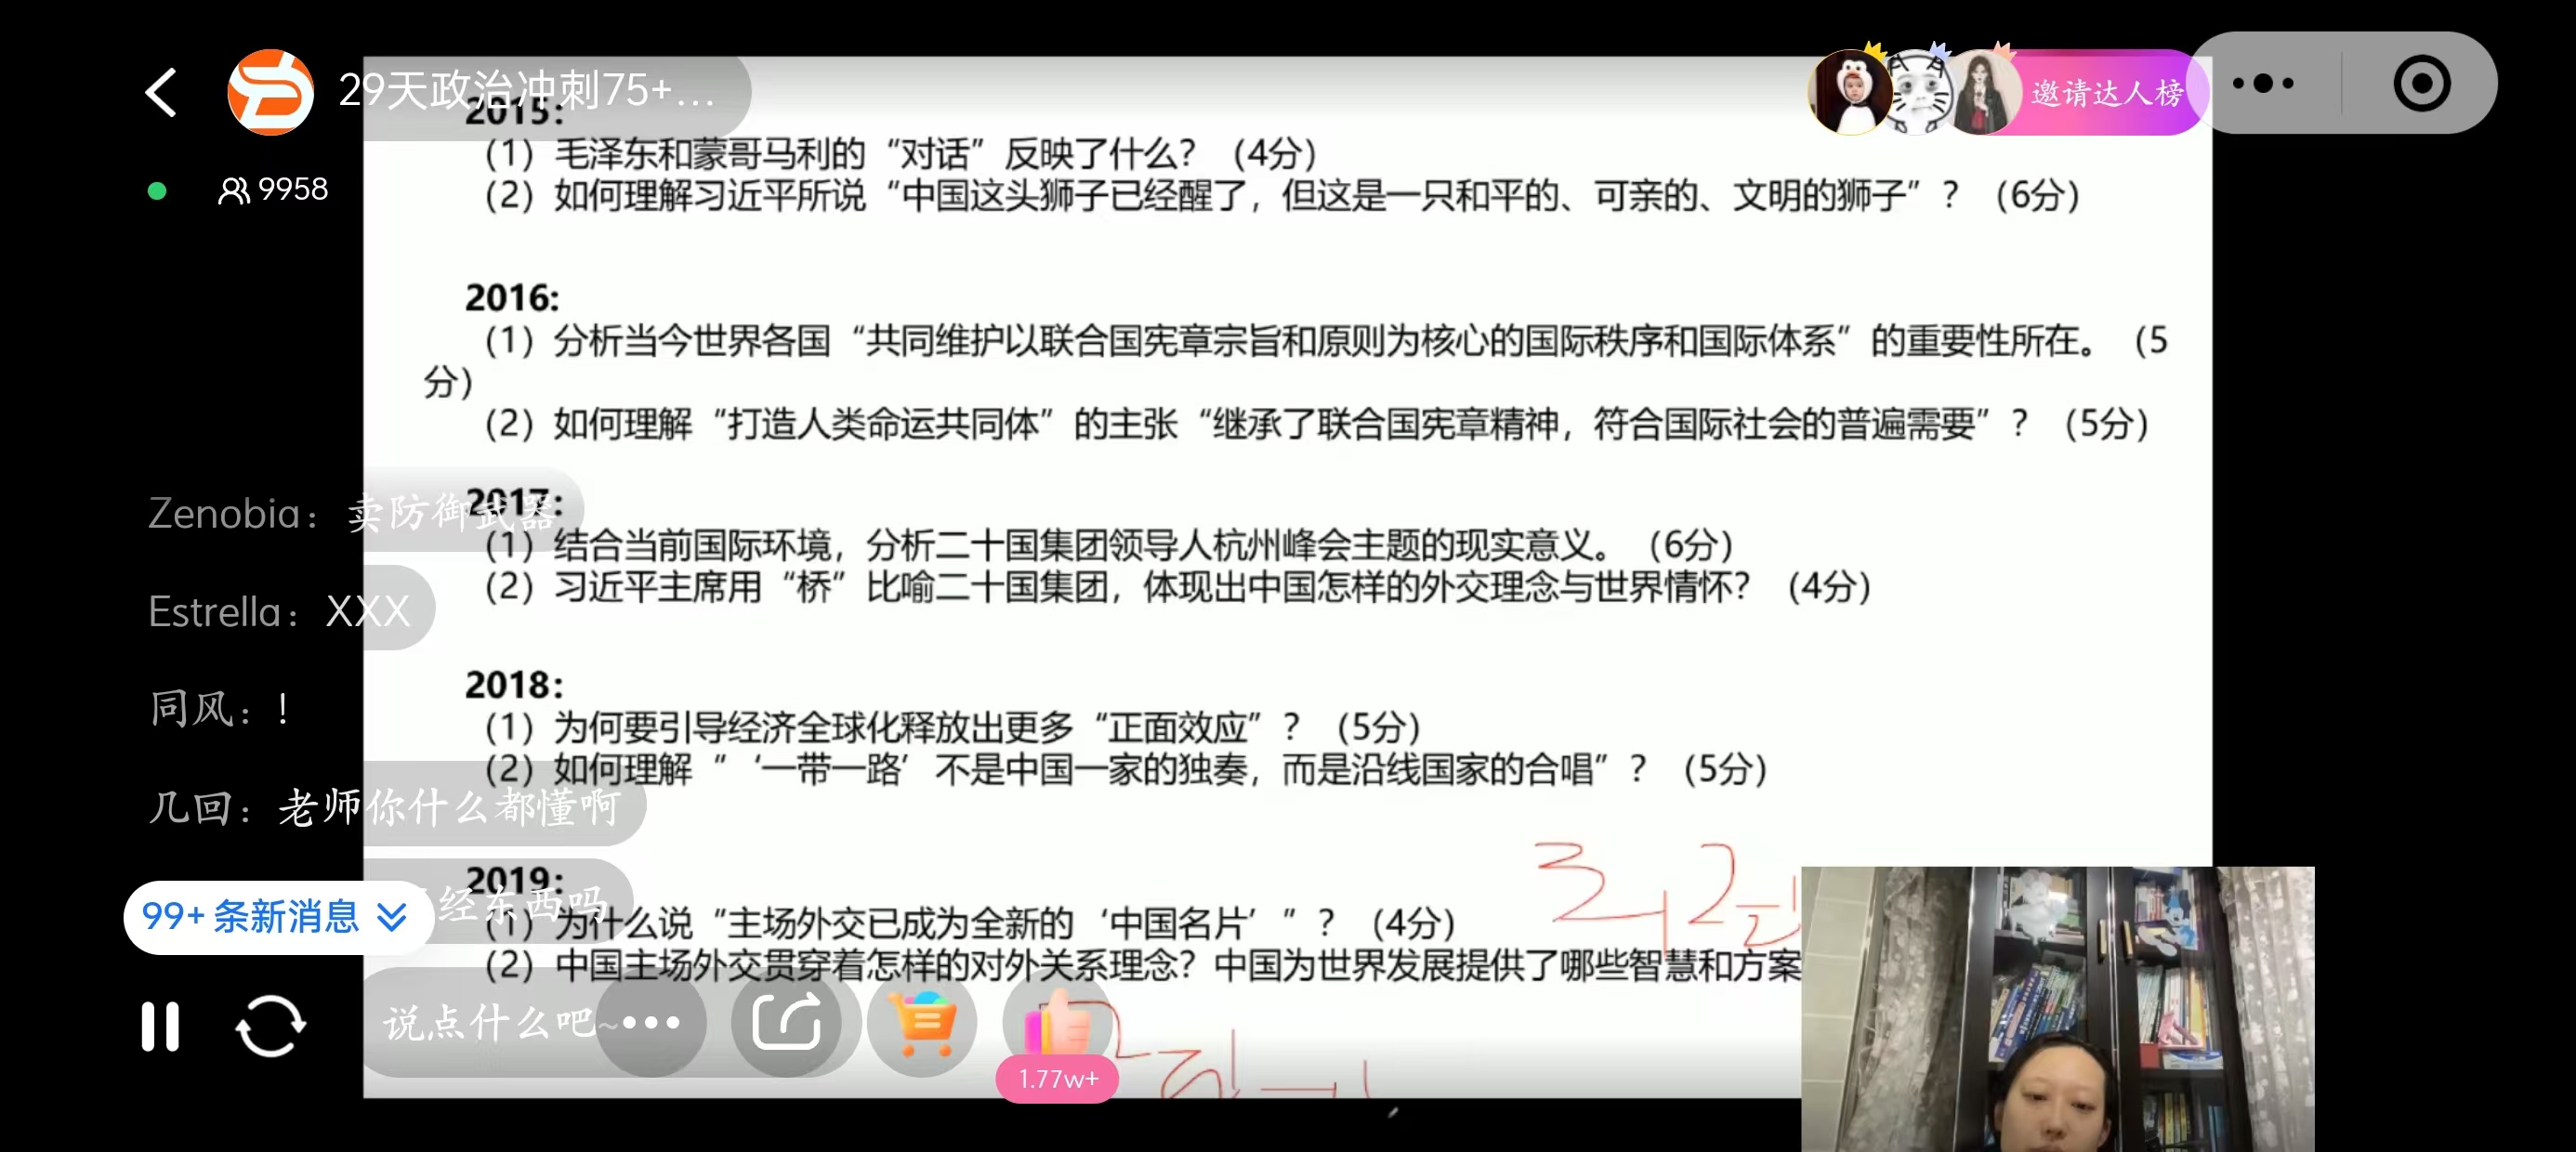 29天政治冲刺75+...
邀请达人榜
9958
2015:
(1) 毛泽东和蒙哥马利的“对话”反映了什么？（4分）
(2) 如何理解习近平所说“中国这头狮子已经醒了，但这是一只和平的、可亲的、文明的狮子”？（6分）
2016:
(1) 分析当今世界各国“共同维护以联合国宪章宗旨和原则为核心的国际秩序和国际体系”的重要性所在。（5
分）
(2) 如何理解“打造人类命运共同体”的主张“继承了联合国宪章精神，符合国际社会的普遍需要”？（5分）
2017:
Zenobia：卖防御武器
(1) 结合当前国际环境，分析二十国集团领导人杭州峰会主题的现实意义。（6分）
(2) 习近平主席用“桥”比喻二十国集团，体现出中国怎样的外交理念与世界情怀？（4分）
Estrella：XXX
2018:
同风：！
(1) 为何要引导经济全球化释放出更多“正面效应”？（5分）
(2) 如何理解“‘一带一路’不是中国一家的独奏，而是沿线国家的合唱”？（5分）
几回：老师你什么都懂啊
2019:
经东西吗
99+条新消息
(1) 为什么说“主场外交已成为全新的‘中国名片’”？（4分）
(2) 中国主场外交贯穿着怎样的对外关系理念？中国为世界发展提供了哪些智慧和方案
说点什么吧~
1.77w+